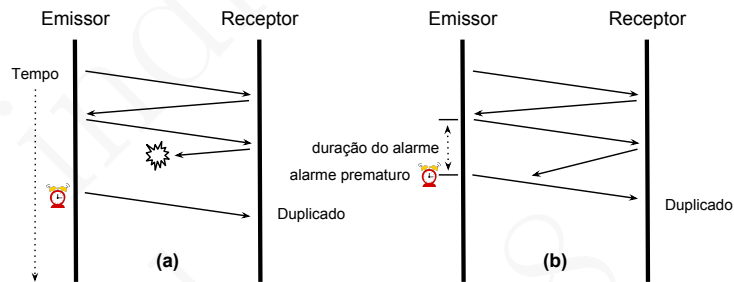 Emissor
Receptor
Tempo
Duplicado
(a)
Emissor
Receptor
duração do alarme
alarme prematuro
Duplicado
(b)